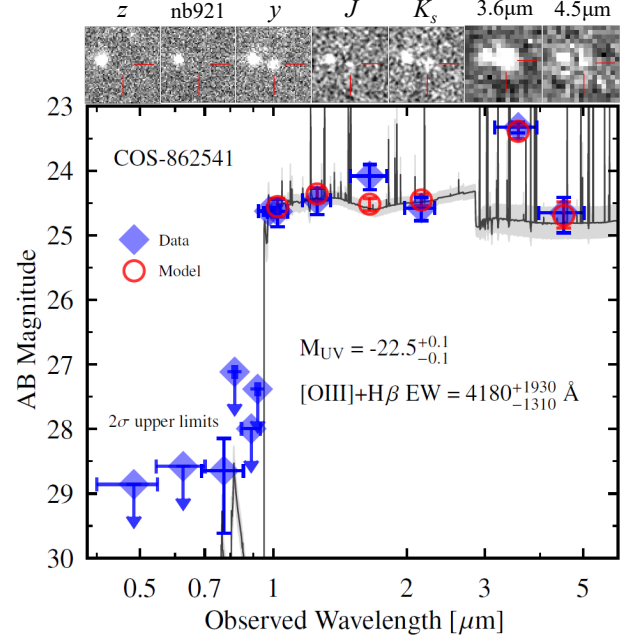 z nb921 y J Kₛ 3.6μm 4.5μm
23
24
25
26
27
28
29
30
AB Magnitude
COS-862541
Data
Model
M_UV = -22.5^{+0.1}_{-0.1}
[OIII]+Hβ EW = 4180^{+1930}_{-1310} Å
2σ upper limits
0.5 0.7 1 2 3 4 5
Observed Wavelength [μm]